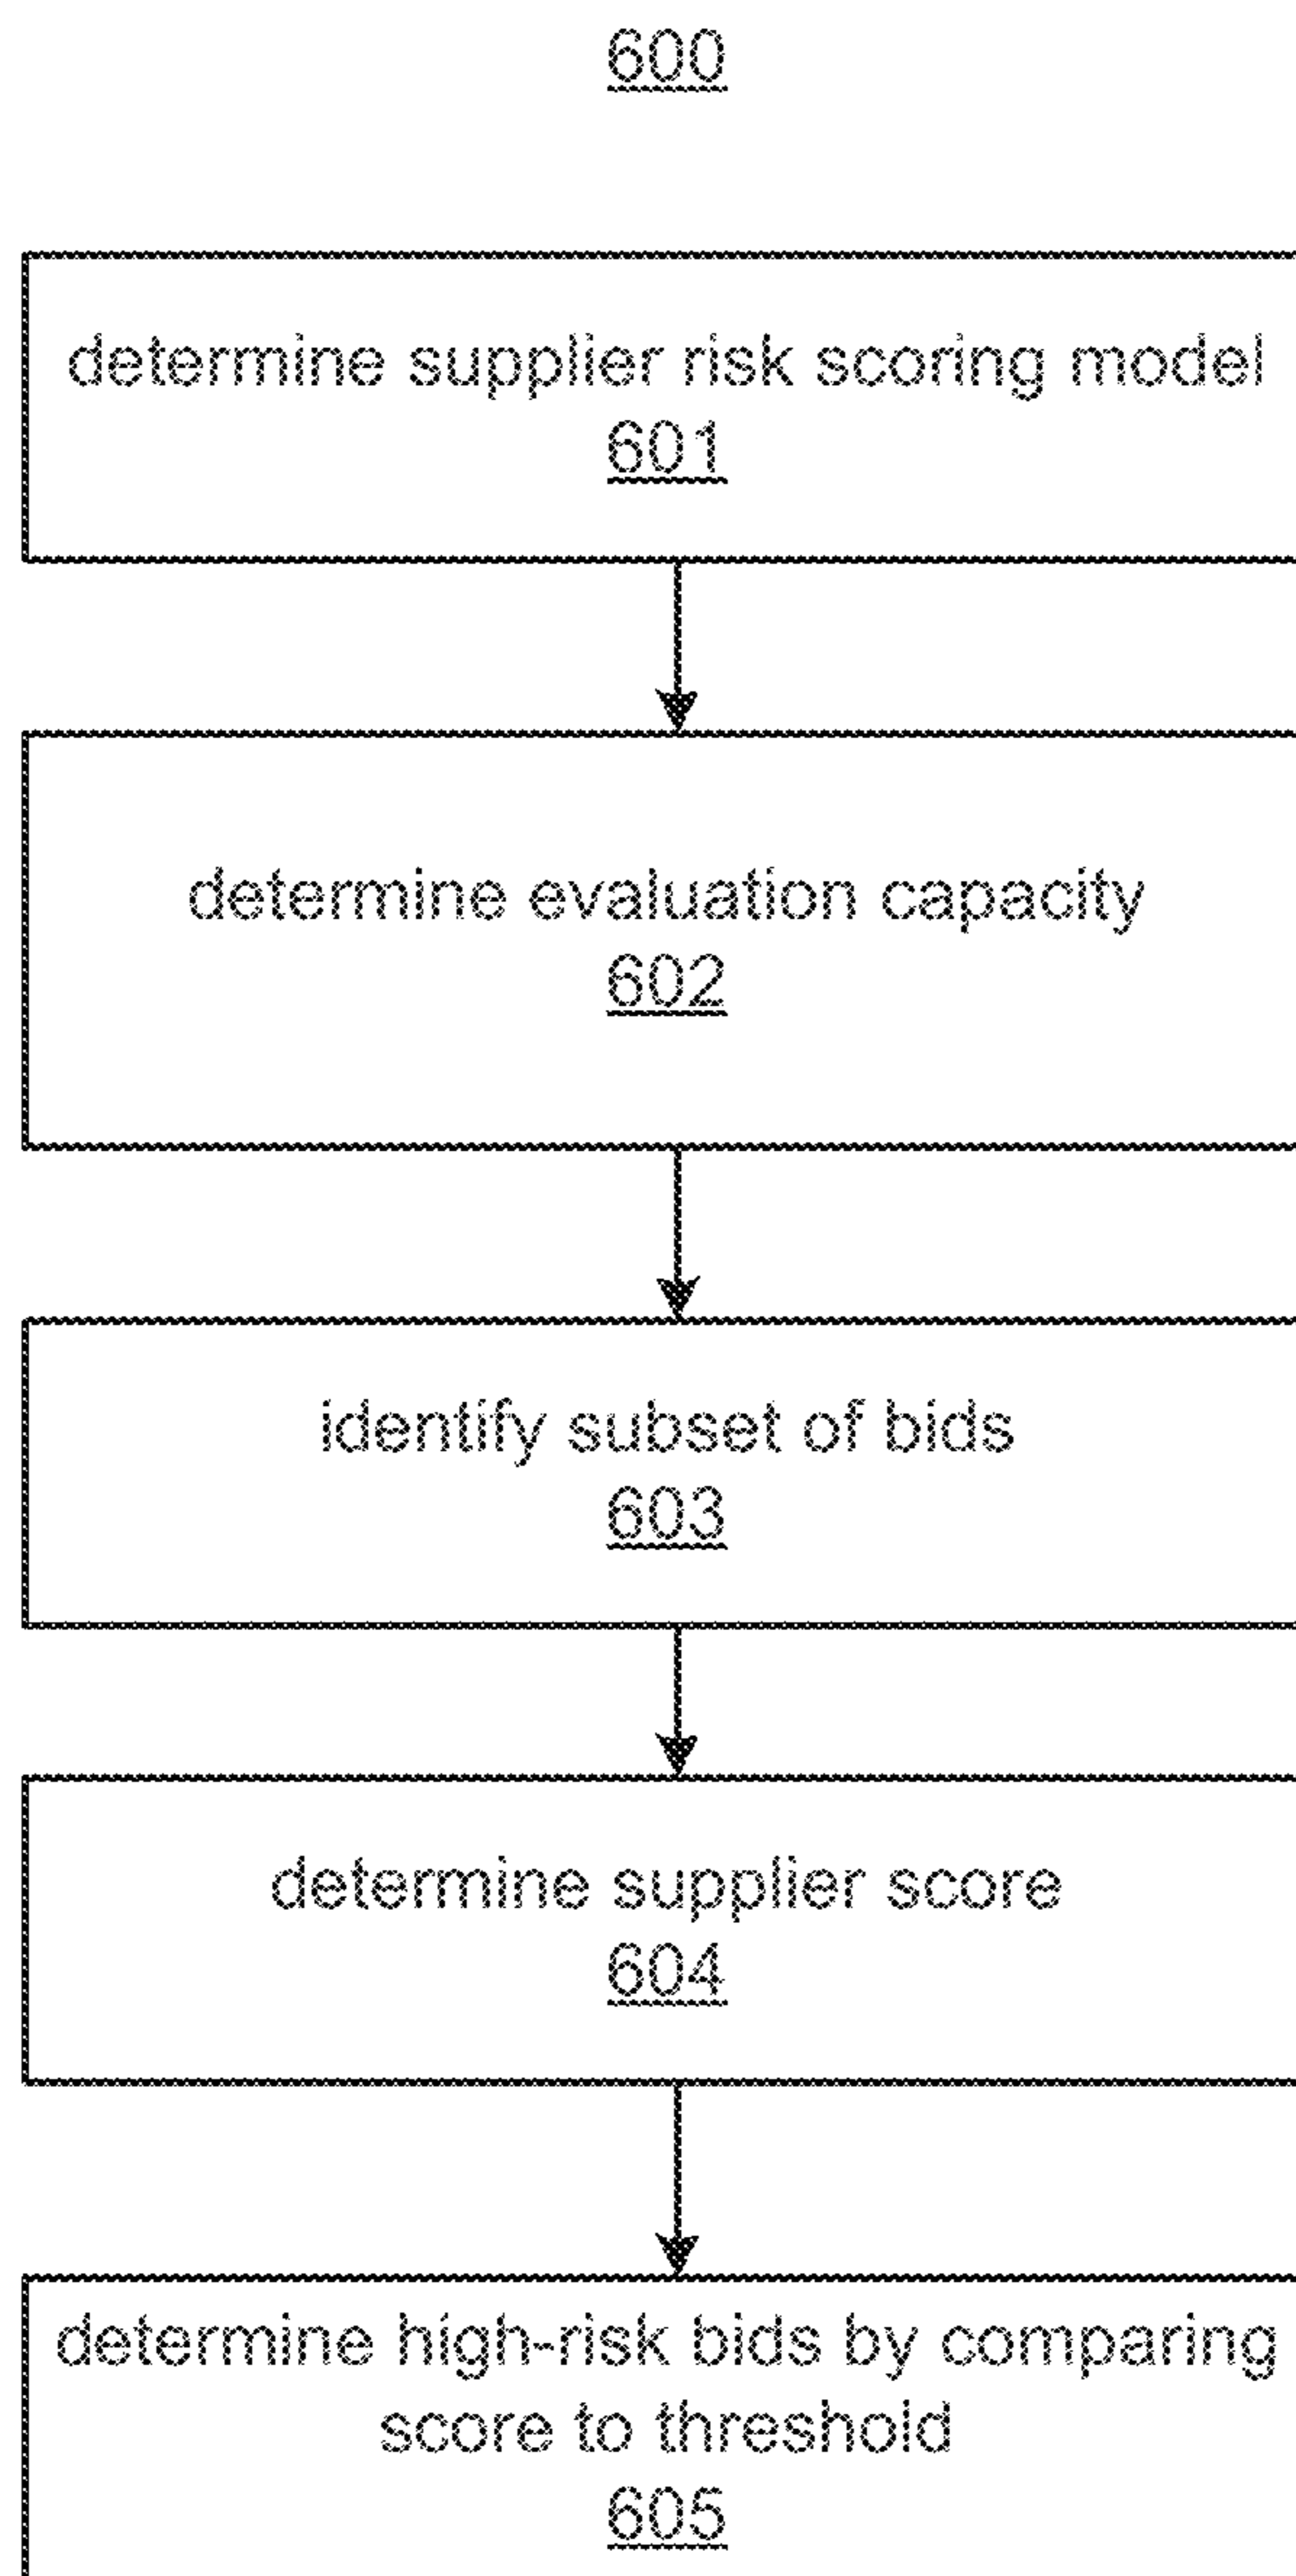 600
determine supplier risk scoring model
601
determine evaluation capacity
602
identify subset of bids
603
determine supplier score
604
determine high-risk bids by comparing
score to threshold
605